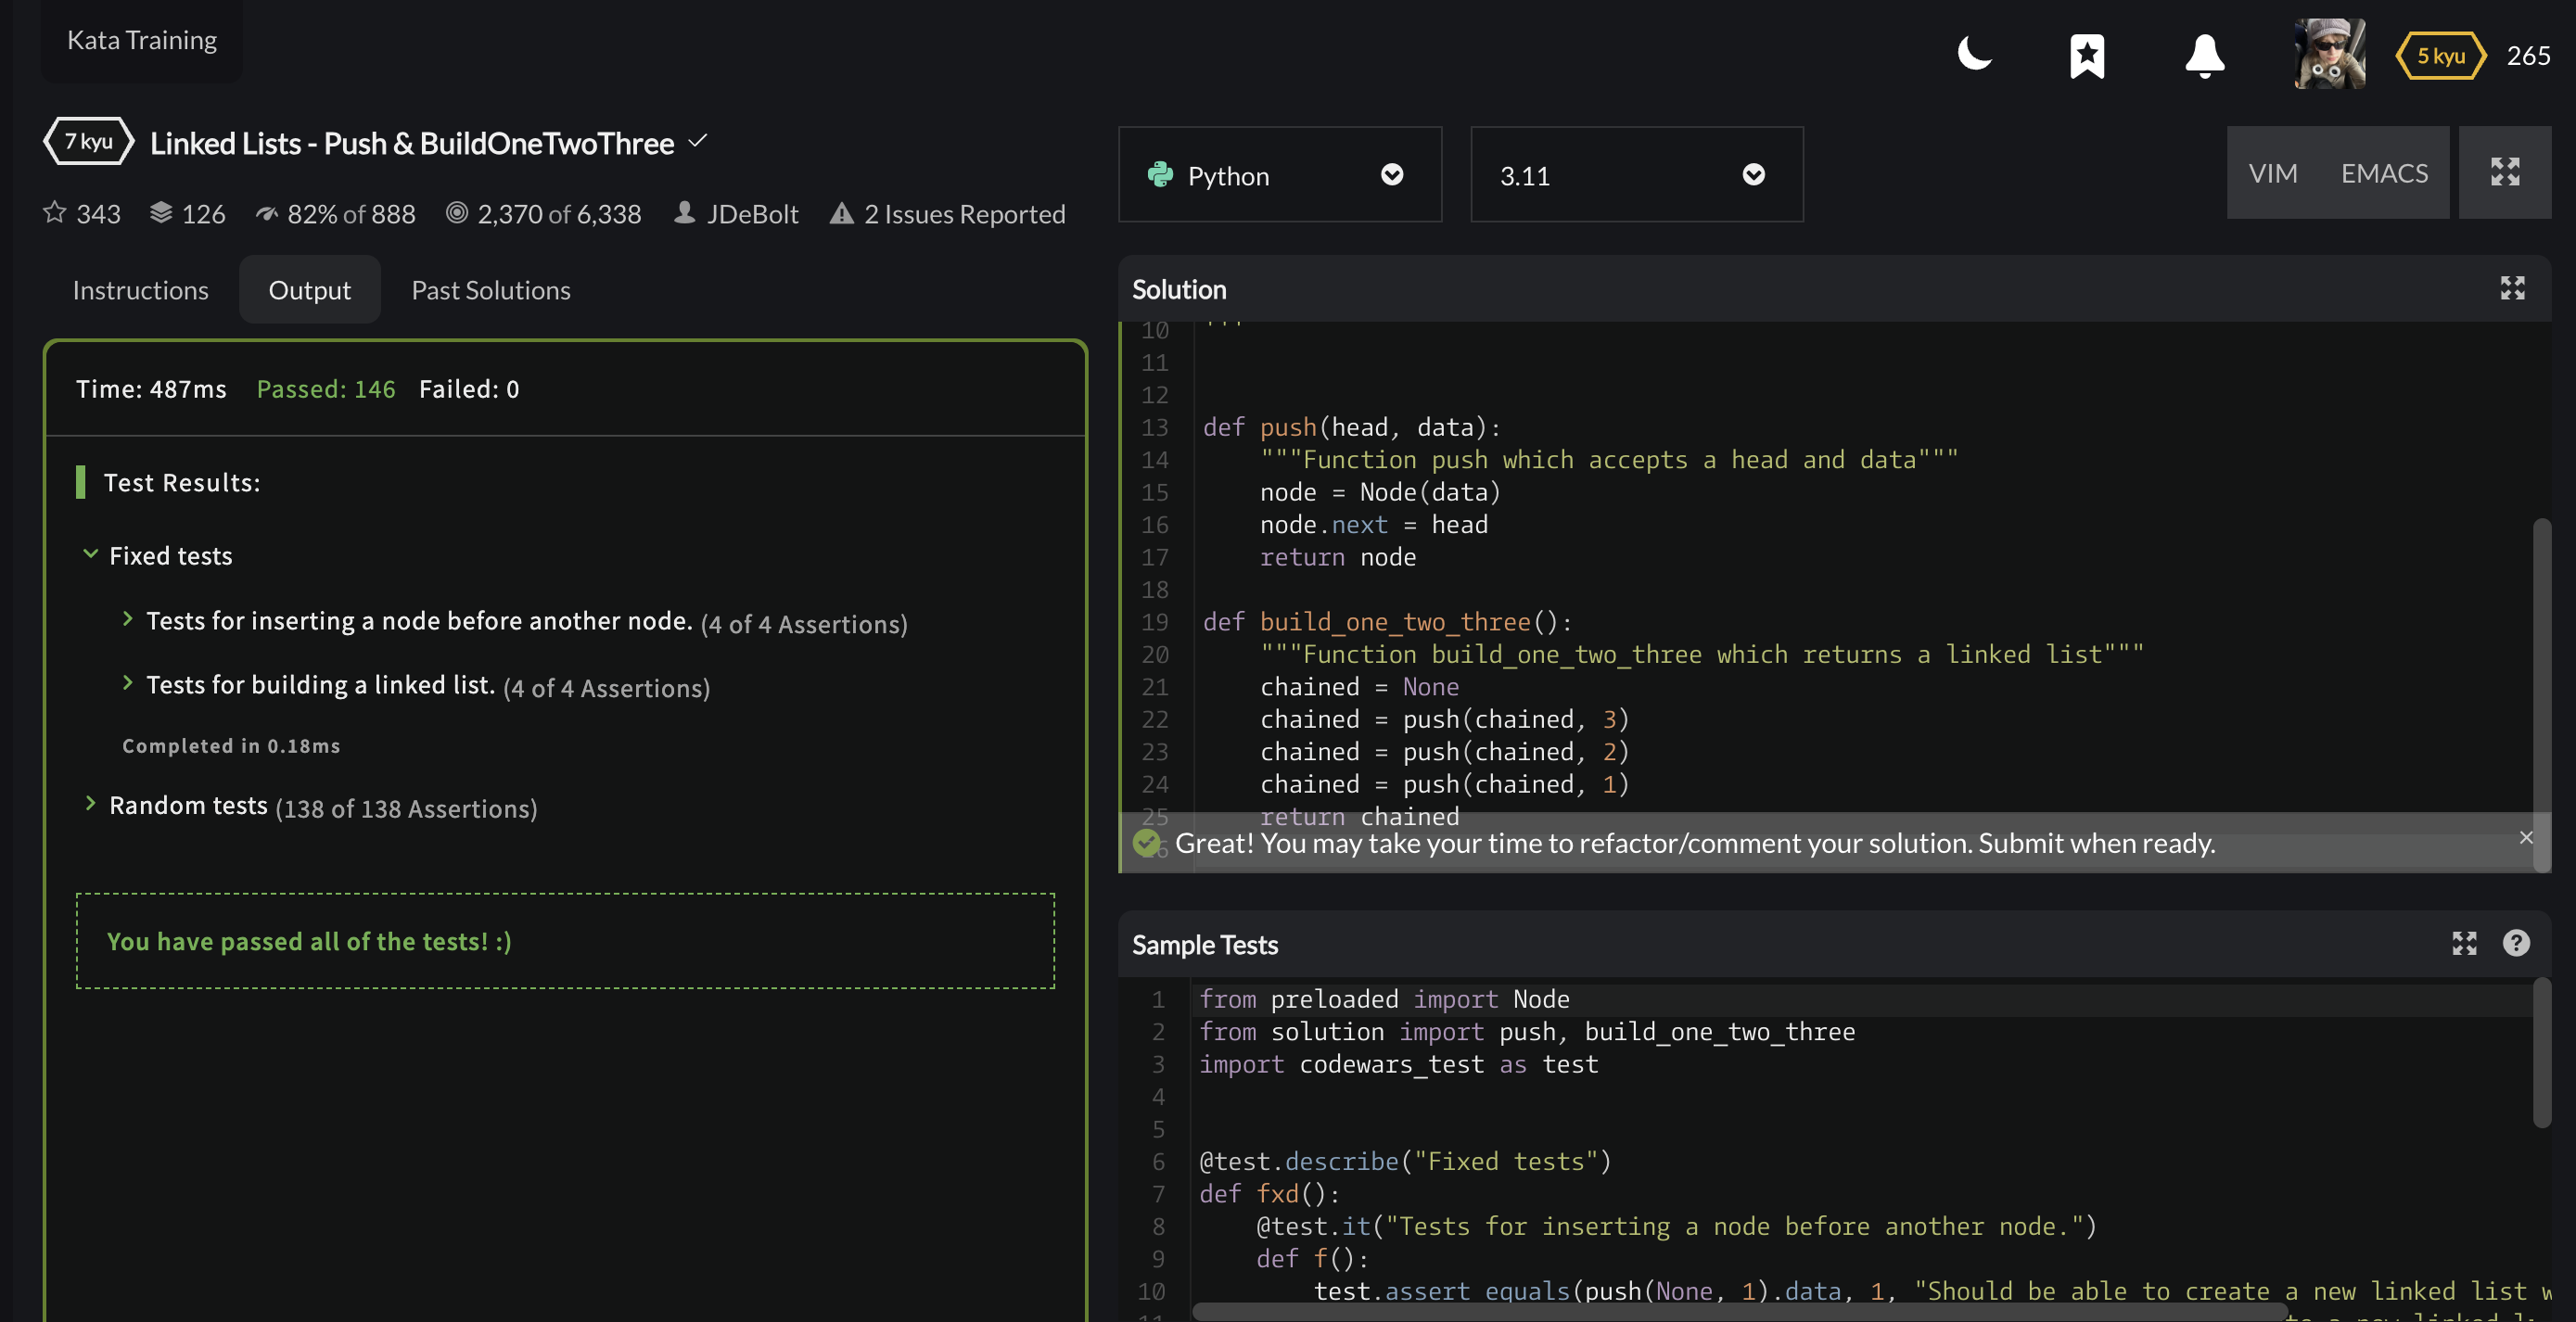 Kata Training
5 kyu 265
7 kyu Linked Lists - Push & BuildOneTwoThree
343 126 82% of 888 2,370 of 6,338 JDeBolt 2 Issues Reported
Python
3.11
VIM EMACS
Instructions Output Past Solutions
Time: 487ms Passed: 146 Failed: 0
Test Results:
Fixed tests
Tests for inserting a node before another node. (4 of 4 Assertions)
Tests for building a linked list. (4 of 4 Assertions)
Completed in 0.18ms
Random tests (138 of 138 Assertions)
You have passed all of the tests! :)
Solution
10 '''
11
12
13 def push(head, data):
14     """Function push which accepts a head and data"""
15     node = Node(data)
16     node.next = head
17     return node
18
19 def build_one_two_three():
20     """Function build_one_two_three which returns a linked list"""
21     chained = None
22     chained = push(chained, 3)
23     chained = push(chained, 2)
24     chained = push(chained, 1)
25     return chained
Great! You may take your time to refactor/comment your solution. Submit when ready.
Sample Tests
1 from preloaded import Node
2 from solution import push, build_one_two_three
3 import codewars_test as test
4
5
6 @test.describe("Fixed tests")
7 def fxd():
8     @test.it("Tests for inserting a node before another node.")
9     def f():
10         test.assert_equals(push(None, 1).data, 1, "Should be able to create a new linked list